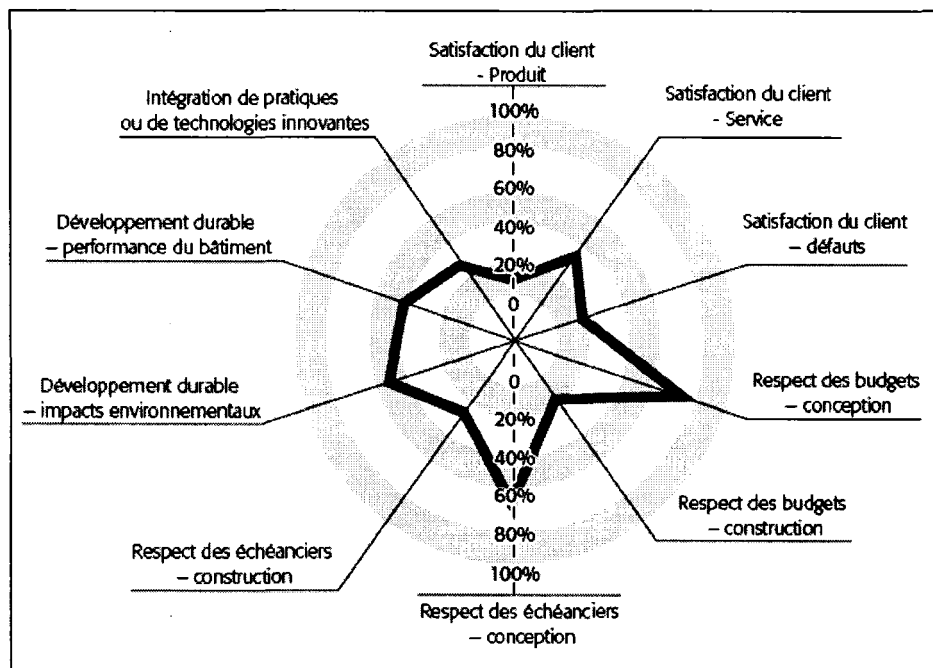 Satisfaction du client
- Produit
Intégration de pratiques
ou de technologies innovantes
Satisfaction du client
- Service
100%
80%
60%
40%
20%
0
Développement durable
– performance du bâtiment
Satisfaction du client
– défauts
Développement durable
– impacts environnementaux
Respect des budgets
– conception
0
20%
40%
60%
80%
100%
Respect des budgets
– construction
Respect des échéanciers
– construction
Respect des échéanciers
– conception